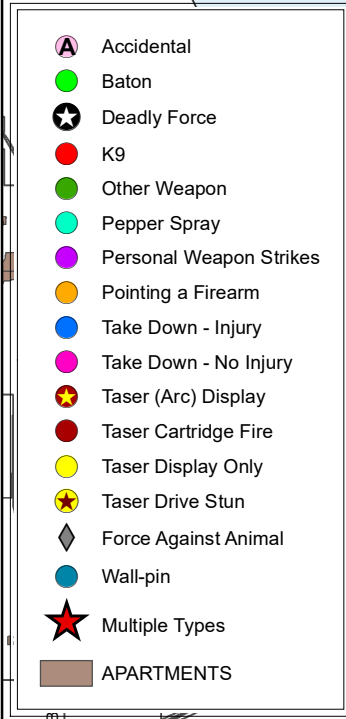 A Accidental
Baton
Deadly Force
K9
Other Weapon
Pepper Spray
Personal Weapon Strikes
Pointing a Firearm
Take Down - Injury
Take Down - No Injury
Taser (Arc) Display
Taser Cartridge Fire
Taser Display Only
Taser Drive Stun
Force Against Animal
Wall-pin
Multiple Types
APARTMENTS